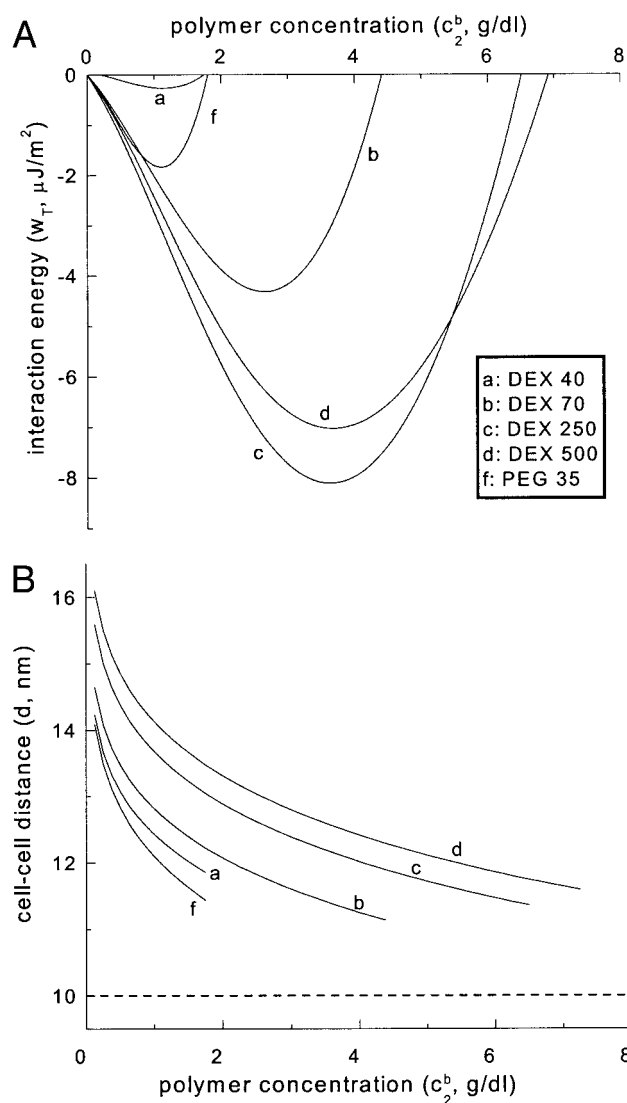 A
polymer concentration (c₂ᵇ, g/dl)
0 2 4 6 8
interaction energy (w_T, μJ/m²)
0
-2
-4
-6
-8
a
f
b
d
c
a: DEX 40
b: DEX 70
c: DEX 250
d: DEX 500
f: PEG 35
B
cell-cell distance (d, nm)
16
14
12
10
d
c
a
b
f
0 2 4 6 8
polymer concentration (c₂ᵇ, g/dl)